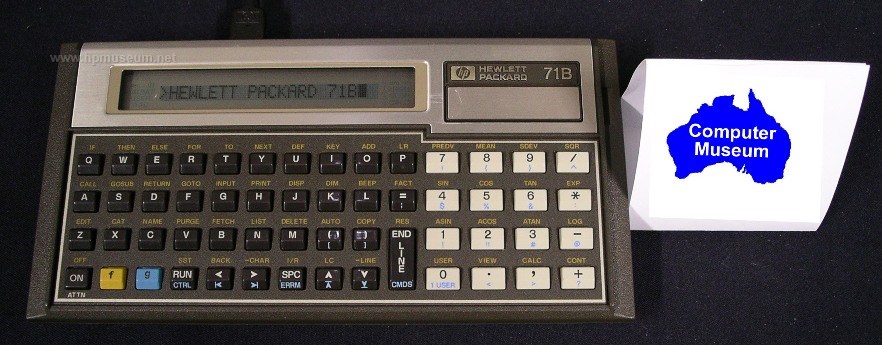 www.hpmuseum.net
>HEWLETT PACKARD 71B
hp HEWLETT PACKARD 71B
Computer
Museum
IF THEN ELSE FOR TO NEXT DEF KEY ADD LR PREDV MEAN SDEV SQR
Q W E R T Y U I O P 7 8 9 /
! { } ^
CALL GOSUB RETURN GOTO INPUT PRINT DISP DIM BEEP FACT SIN COS TAN EXP
A S D F G H J K L = 4 5 6 *
: $ % &
EDIT CAT NAME PURGE FETCH LIST DELETE AUTO COPY RES ASIN ACOS ATAN LOG
Z X C V B N M ( ) END LINE 1 2 3 -
[ ] ! " # @
OFF SST BACK -CHAR I/R LC -LINE USER VIEW CALC CONT
ON f g RUN < > SPC 0 . , +
ATTN CTRL ERRM CMDS 1 USER < > ?